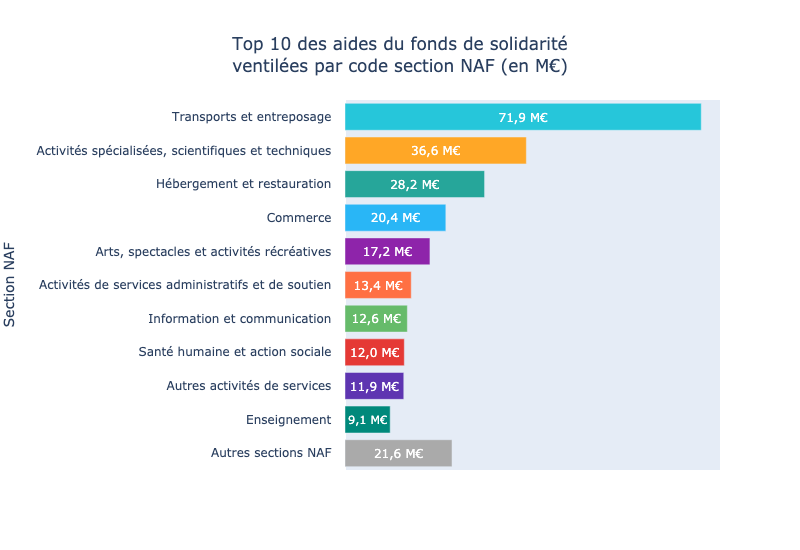 Top 10 des aides du fonds de solidarité
ventilées par code section NAF (en M€)
Section NAF
Transports et entreposage 71,9 M€
Activités spécialisées, scientifiques et techniques 36,6 M€
Hébergement et restauration 28,2 M€
Commerce 20,4 M€
Arts, spectacles et activités récréatives 17,2 M€
Activités de services administratifs et de soutien 13,4 M€
Information et communication 12,6 M€
Santé humaine et action sociale 12,0 M€
Autres activités de services 11,9 M€
Enseignement 9,1 M€
Autres sections NAF 21,6 M€